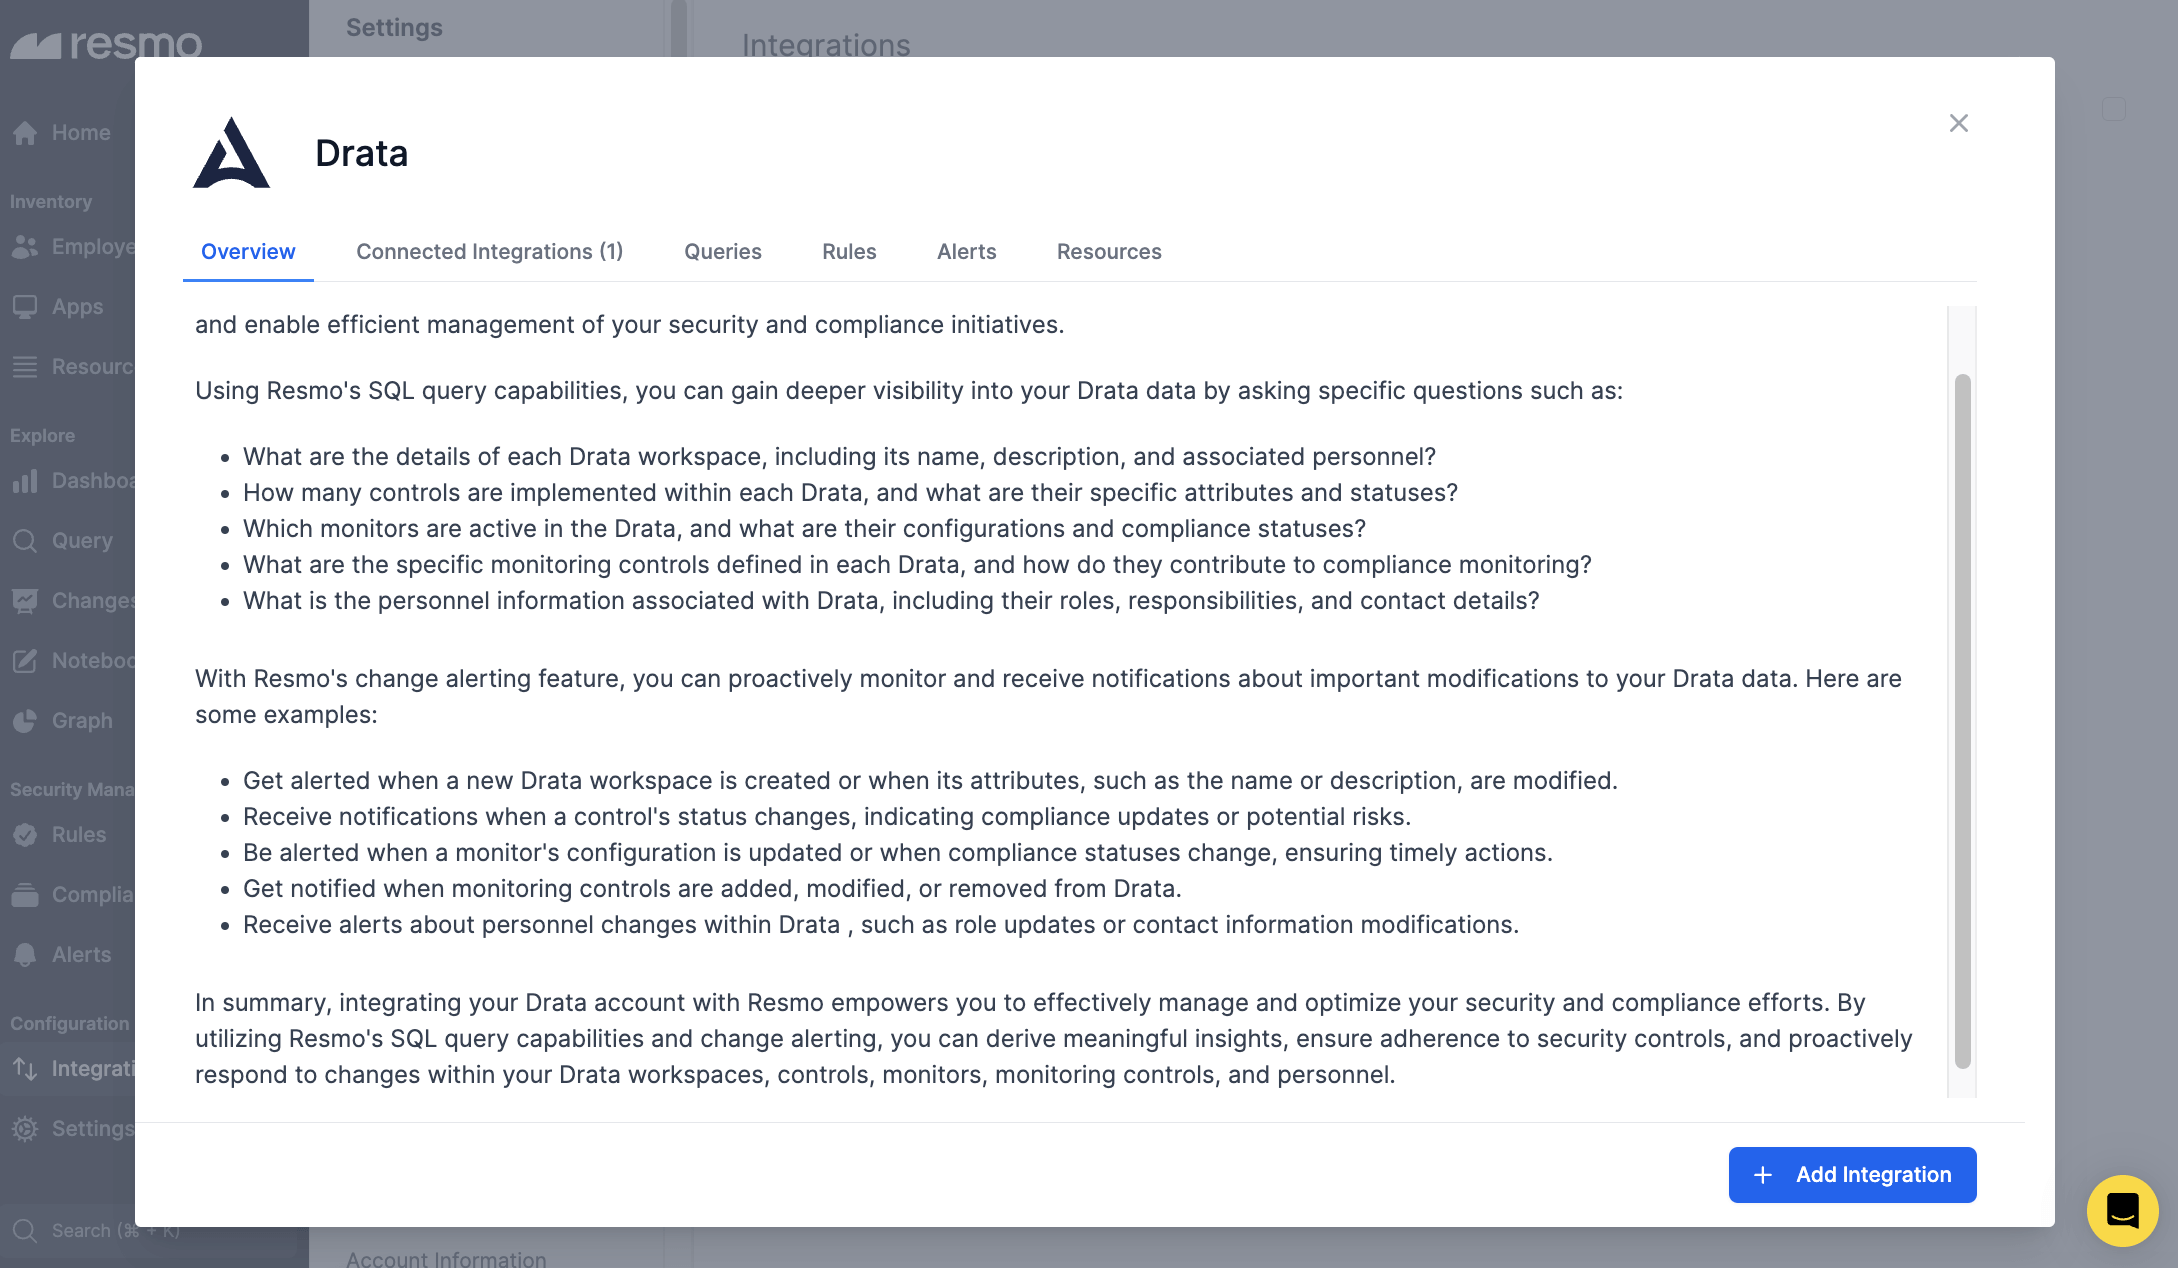 resmo
Settings
Integrations
Home
Inventory
Employe
Apps
Resourc
Explore
Dashboa
Query
Changes
Noteboo
Graph
Security Mana
Rules
Complia
Alerts
Configuration
Integrati
Settings
Search (⌘ + K)
Account Information
Drata
Overview
Connected Integrations (1)
Queries
Rules
Alerts
Resources
and enable efficient management of your security and compliance initiatives.
Using Resmo's SQL query capabilities, you can gain deeper visibility into your Drata data by asking specific questions such as:
• What are the details of each Drata workspace, including its name, description, and associated personnel?
• How many controls are implemented within each Drata, and what are their specific attributes and statuses?
• Which monitors are active in the Drata, and what are their configurations and compliance statuses?
• What are the specific monitoring controls defined in each Drata, and how do they contribute to compliance monitoring?
• What is the personnel information associated with Drata, including their roles, responsibilities, and contact details?
With Resmo's change alerting feature, you can proactively monitor and receive notifications about important modifications to your Drata data. Here are
some examples:
• Get alerted when a new Drata workspace is created or when its attributes, such as the name or description, are modified.
• Receive notifications when a control's status changes, indicating compliance updates or potential risks.
• Be alerted when a monitor's configuration is updated or when compliance statuses change, ensuring timely actions.
• Get notified when monitoring controls are added, modified, or removed from Drata.
• Receive alerts about personnel changes within Drata , such as role updates or contact information modifications.
In summary, integrating your Drata account with Resmo empowers you to effectively manage and optimize your security and compliance efforts. By
utilizing Resmo's SQL query capabilities and change alerting, you can derive meaningful insights, ensure adherence to security controls, and proactively
respond to changes within your Drata workspaces, controls, monitors, monitoring controls, and personnel.
+ Add Integration